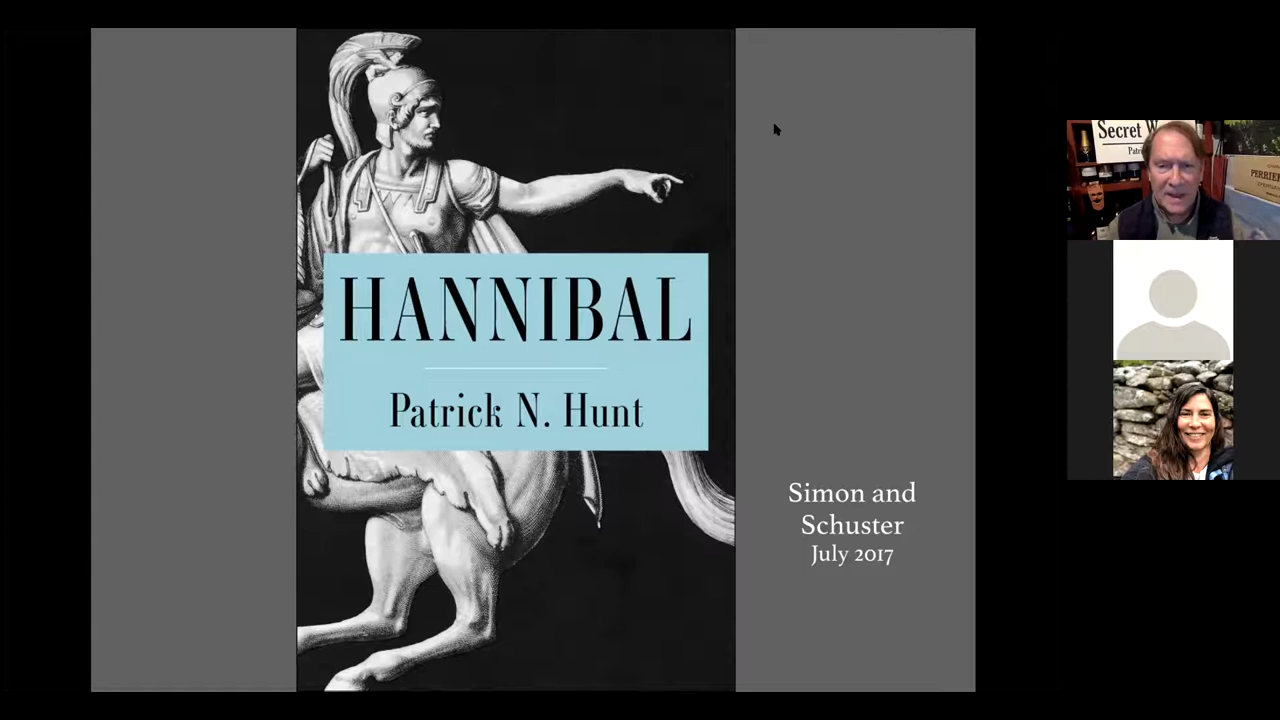 HANNIBAL
Patrick N. Hunt
Simon and
Schuster
July 2017
Secret